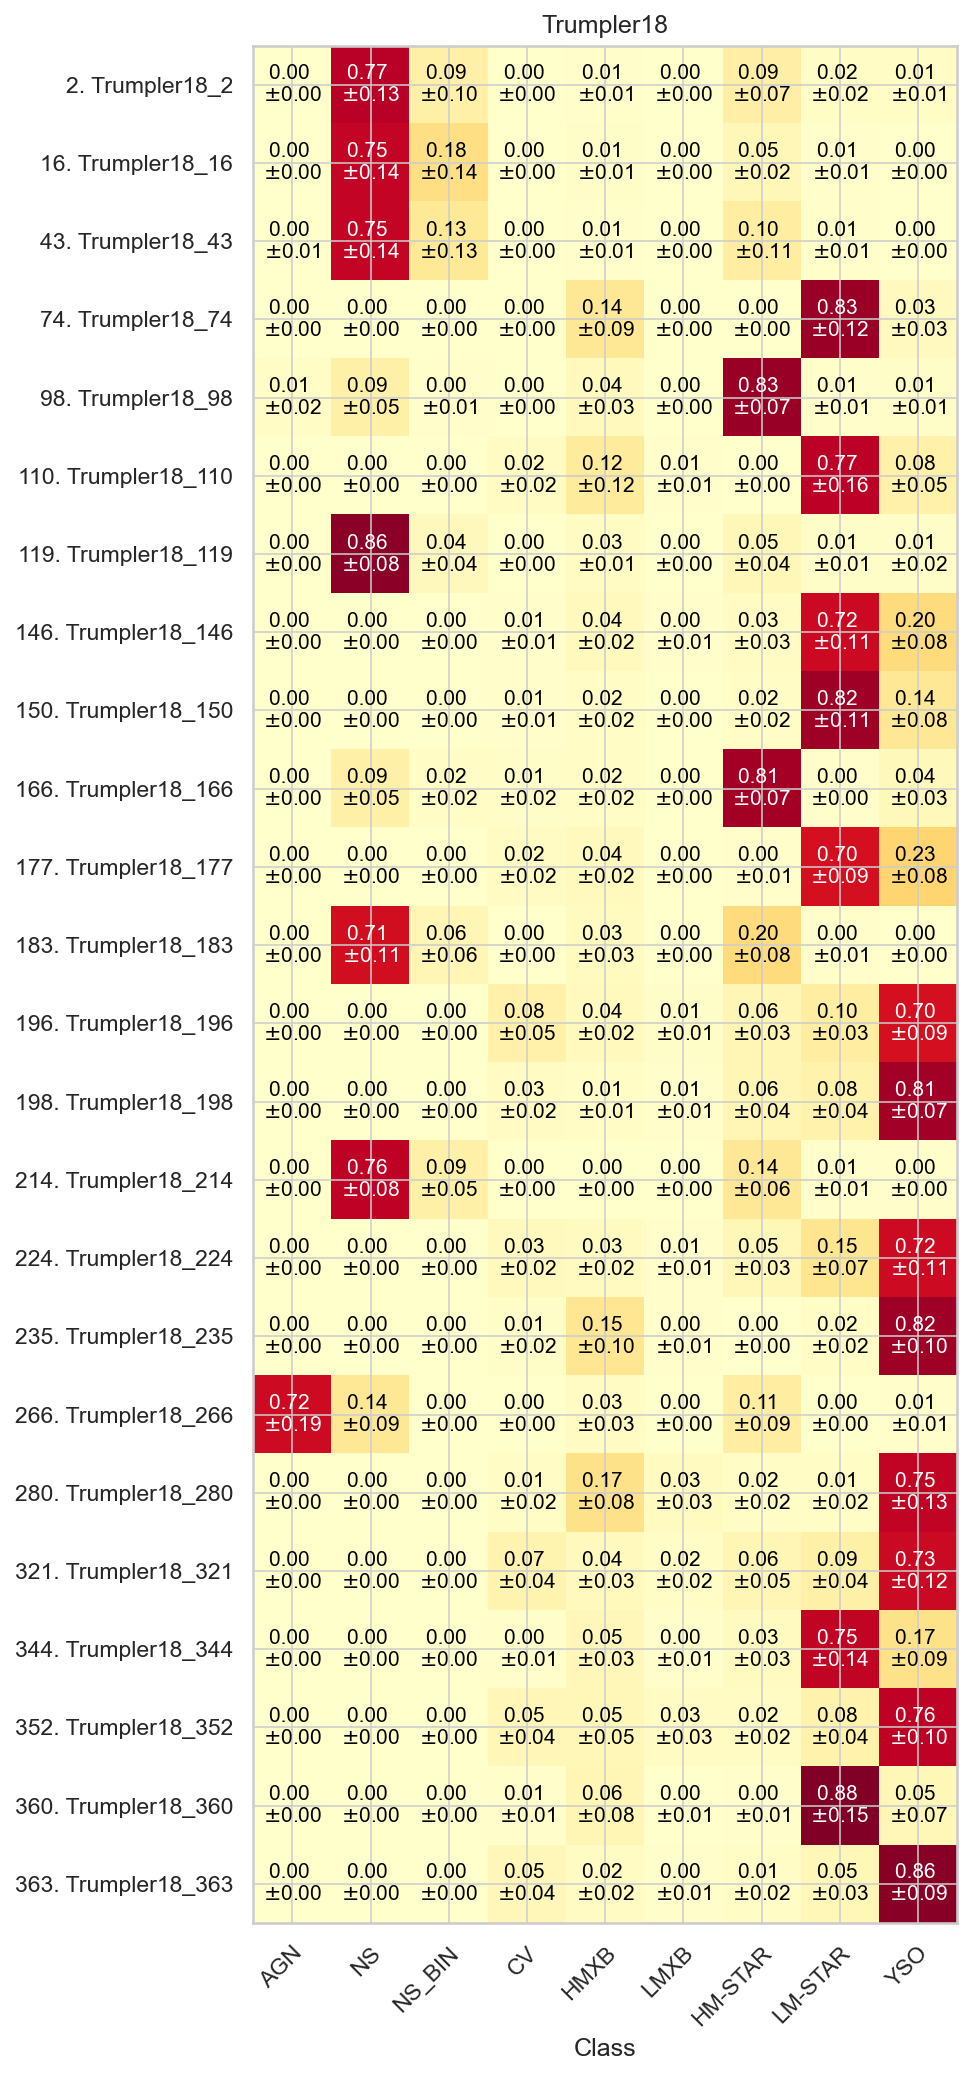 Trumpler18
2. Trumpler18_2 0.00 0.77 0.09 0.00 0.01 0.00 0.09 0.02 0.01
±0.00 ±0.13 ±0.10 ±0.00 ±0.01 ±0.00 ±0.07 ±0.02 ±0.01
16. Trumpler18_16 0.00 0.75 0.18 0.00 0.01 0.00 0.05 0.01 0.00
±0.00 ±0.14 ±0.14 ±0.00 ±0.01 ±0.00 ±0.02 ±0.01 ±0.00
43. Trumpler18_43 0.00 0.75 0.13 0.00 0.01 0.00 0.10 0.01 0.00
±0.01 ±0.14 ±0.13 ±0.00 ±0.01 ±0.00 ±0.11 ±0.01 ±0.00
74. Trumpler18_74 0.00 0.00 0.00 0.00 0.14 0.00 0.00 0.83 0.03
±0.00 ±0.00 ±0.00 ±0.00 ±0.09 ±0.00 ±0.00 ±0.12 ±0.03
98. Trumpler18_98 0.01 0.09 0.00 0.00 0.04 0.00 0.83 0.01 0.01
±0.02 ±0.05 ±0.01 ±0.00 ±0.03 ±0.00 ±0.07 ±0.01 ±0.01
110. Trumpler18_110 0.00 0.00 0.00 0.02 0.12 0.01 0.00 0.77 0.08
±0.00 ±0.00 ±0.00 ±0.02 ±0.12 ±0.01 ±0.00 ±0.16 ±0.05
119. Trumpler18_119 0.00 0.86 0.04 0.00 0.03 0.00 0.05 0.01 0.01
±0.00 ±0.08 ±0.04 ±0.00 ±0.01 ±0.00 ±0.04 ±0.01 ±0.02
146. Trumpler18_146 0.00 0.00 0.00 0.01 0.04 0.00 0.03 0.72 0.20
±0.00 ±0.00 ±0.00 ±0.01 ±0.02 ±0.01 ±0.03 ±0.11 ±0.08
150. Trumpler18_150 0.00 0.00 0.00 0.01 0.02 0.00 0.02 0.82 0.14
±0.00 ±0.00 ±0.00 ±0.01 ±0.02 ±0.00 ±0.02 ±0.11 ±0.08
166. Trumpler18_166 0.00 0.09 0.02 0.01 0.02 0.00 0.81 0.00 0.04
±0.00 ±0.05 ±0.02 ±0.02 ±0.02 ±0.00 ±0.07 ±0.00 ±0.03
177. Trumpler18_177 0.00 0.00 0.00 0.02 0.04 0.00 0.00 0.70 0.23
±0.00 ±0.00 ±0.00 ±0.02 ±0.02 ±0.00 ±0.01 ±0.09 ±0.08
183. Trumpler18_183 0.00 0.71 0.06 0.00 0.03 0.00 0.20 0.00 0.00
±0.00 ±0.11 ±0.06 ±0.00 ±0.03 ±0.00 ±0.08 ±0.01 ±0.00
196. Trumpler18_196 0.00 0.00 0.00 0.08 0.04 0.01 0.06 0.10 0.70
±0.00 ±0.00 ±0.00 ±0.05 ±0.02 ±0.01 ±0.03 ±0.03 ±0.09
198. Trumpler18_198 0.00 0.00 0.00 0.03 0.01 0.01 0.06 0.08 0.81
±0.00 ±0.00 ±0.00 ±0.02 ±0.01 ±0.01 ±0.04 ±0.04 ±0.07
214. Trumpler18_214 0.00 0.76 0.09 0.00 0.00 0.00 0.14 0.01 0.00
±0.00 ±0.08 ±0.05 ±0.00 ±0.00 ±0.00 ±0.06 ±0.01 ±0.00
224. Trumpler18_224 0.00 0.00 0.00 0.03 0.03 0.01 0.05 0.15 0.72
±0.00 ±0.00 ±0.00 ±0.02 ±0.02 ±0.01 ±0.03 ±0.07 ±0.11
235. Trumpler18_235 0.00 0.00 0.00 0.01 0.15 0.00 0.00 0.02 0.82
±0.00 ±0.00 ±0.00 ±0.02 ±0.10 ±0.01 ±0.00 ±0.02 ±0.10
266. Trumpler18_266 0.72 0.14 0.00 0.00 0.03 0.00 0.11 0.00 0.01
±0.19 ±0.09 ±0.00 ±0.00 ±0.03 ±0.00 ±0.09 ±0.00 ±0.01
280. Trumpler18_280 0.00 0.00 0.00 0.01 0.17 0.03 0.02 0.01 0.75
±0.00 ±0.00 ±0.00 ±0.02 ±0.08 ±0.03 ±0.02 ±0.02 ±0.13
321. Trumpler18_321 0.00 0.00 0.00 0.07 0.04 0.02 0.06 0.09 0.73
±0.00 ±0.00 ±0.00 ±0.04 ±0.03 ±0.02 ±0.05 ±0.04 ±0.12
344. Trumpler18_344 0.00 0.00 0.00 0.00 0.05 0.00 0.03 0.75 0.17
±0.00 ±0.00 ±0.00 ±0.01 ±0.03 ±0.01 ±0.03 ±0.14 ±0.09
352. Trumpler18_352 0.00 0.00 0.00 0.05 0.05 0.03 0.02 0.08 0.76
±0.00 ±0.00 ±0.00 ±0.04 ±0.05 ±0.03 ±0.02 ±0.04 ±0.10
360. Trumpler18_360 0.00 0.00 0.00 0.01 0.06 0.00 0.00 0.88 0.05
±0.00 ±0.00 ±0.00 ±0.01 ±0.08 ±0.01 ±0.01 ±0.15 ±0.07
363. Trumpler18_363 0.00 0.00 0.00 0.05 0.02 0.00 0.01 0.05 0.86
±0.00 ±0.00 ±0.00 ±0.04 ±0.02 ±0.01 ±0.02 ±0.03 ±0.09
AGN NS NS_BIN CV HMXB LMXB HM-STAR LM-STAR YSO
Class